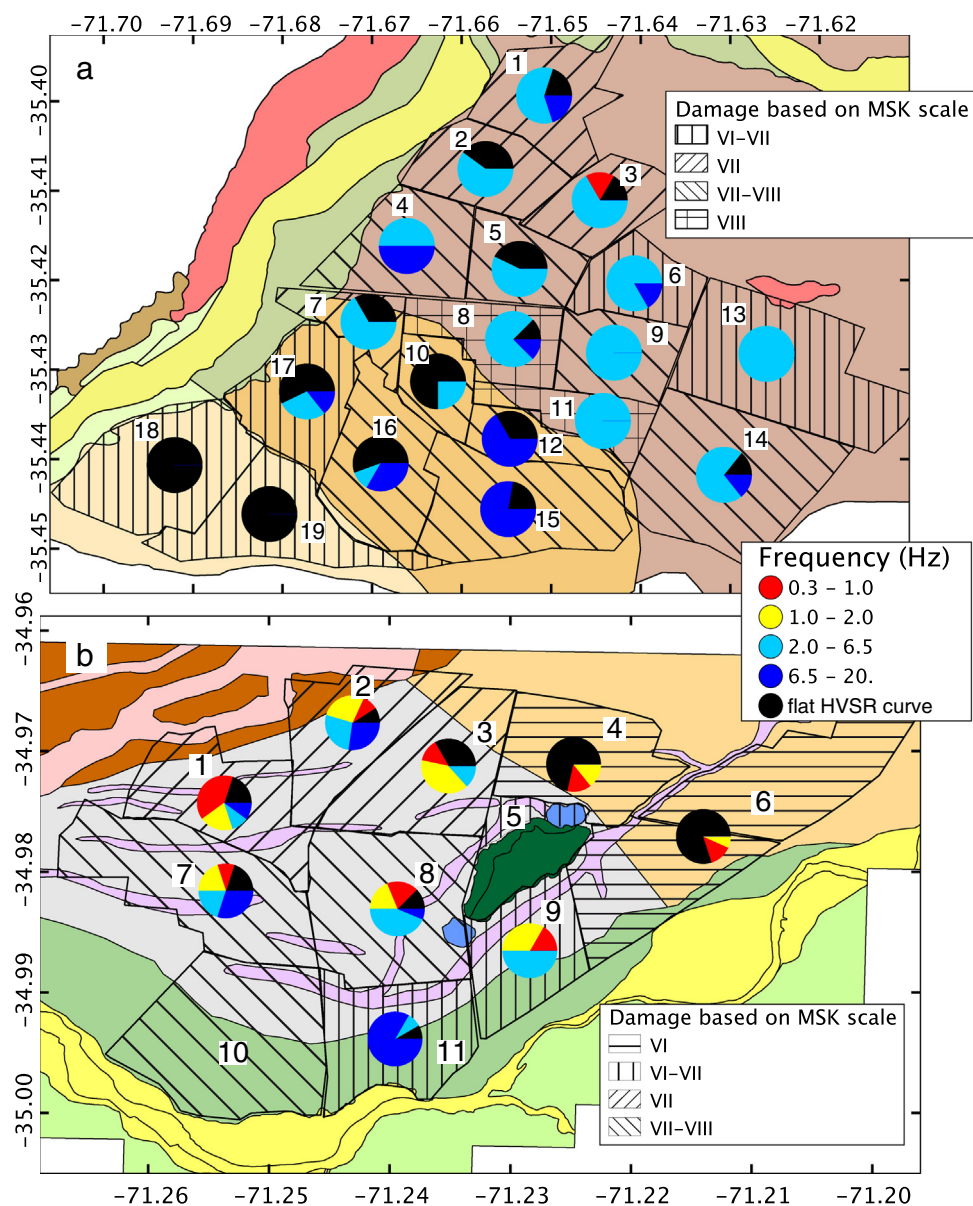 −71.70 −71.69 −71.68 −71.67 −71.66 −71.65 −71.64 −71.63 −71.62
a
−35.40
−35.41
−35.42
−35.43
−35.44
−35.45
1
2
3
4
5
6
7
8
9
10
11
12
13
14
15
16
17
18
19
Damage based on MSK scale
VI−VII
VII
VII−VIII
VIII
Frequency (Hz)
0.3 − 1.0
1.0 − 2.0
2.0 − 6.5
6.5 − 20.
flat HVSR curve
b
−34.96
−34.97
−34.98
−34.99
−35.00
1
2
3
4
5
6
7
8
9
10
11
Damage based on MSK scale
VI
VI−VII
VII
VII−VIII
−71.26 −71.25 −71.24 −71.23 −71.22 −71.21 −71.20